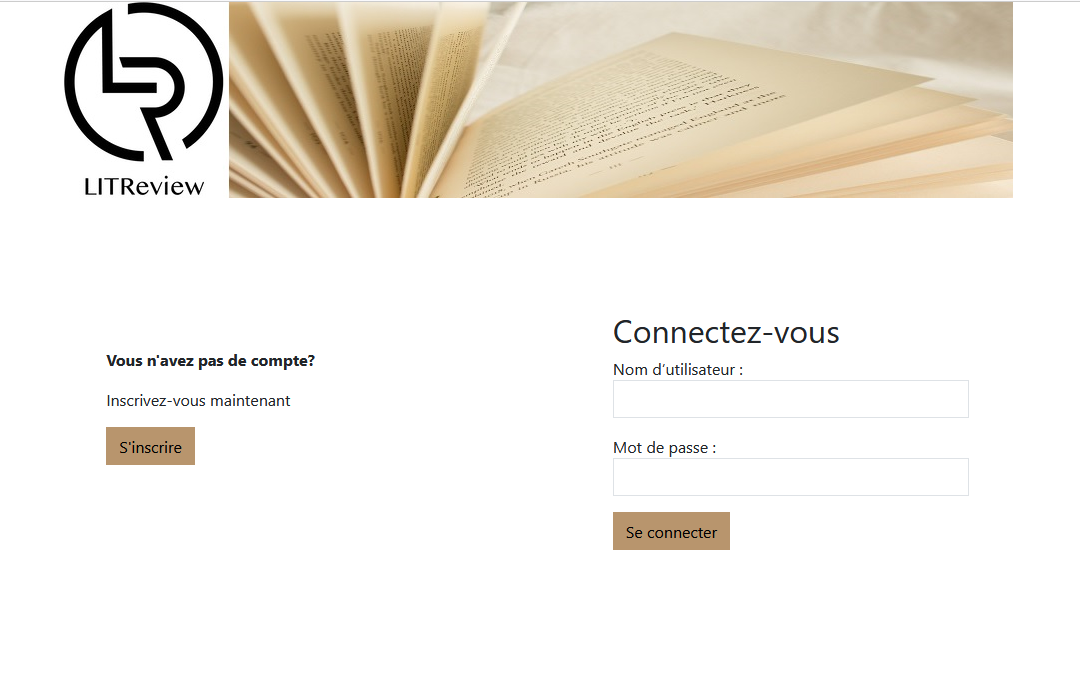 LITReview
Vous n'avez pas de compte?
Inscrivez-vous maintenant
S'inscrire
Connectez-vous
Nom d’utilisateur :
Mot de passe :
Se connecter